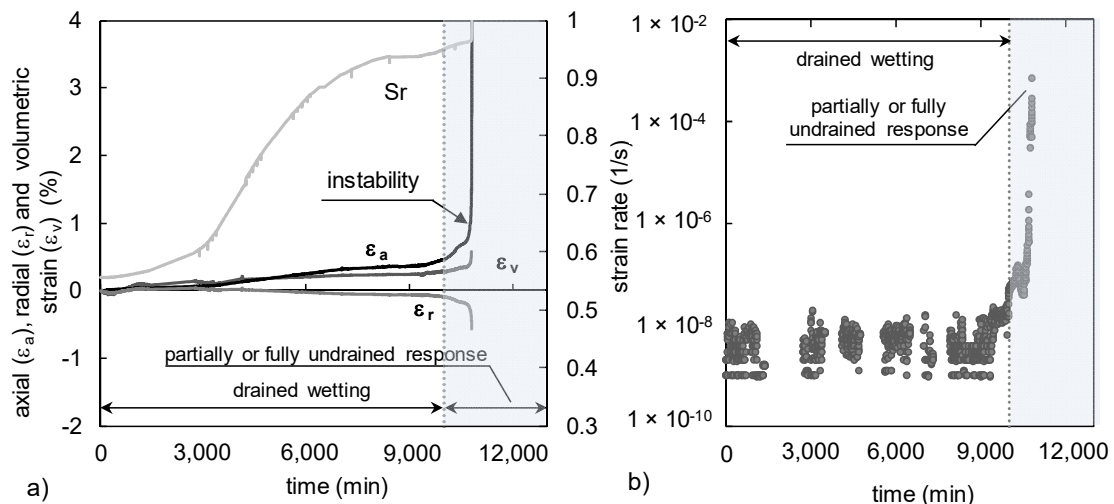 axial (εa), radial (εr) and volumetric
strain (εv) (%)
4
3
2
1
0
-1
-2
1
0.9
0.8
0.7
0.6
0.5
0.4
0.3
Sr
instability
εa
εv
εr
partially or fully undrained response
drained wetting
0
3,000
6,000
9,000
12,000
time (min)
a)
strain rate (1/s)
1 × 10-2
1 × 10-4
1 × 10-6
1 × 10-8
1 × 10-10
drained wetting
partially or fully
undrained response
0
3,000
6,000
9,000
12,000
time (min)
b)